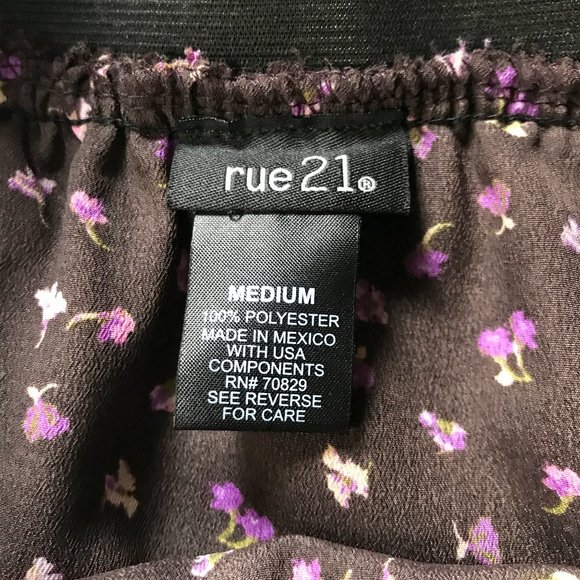 rue21®
MEDIUM
100% POLYESTER
MADE IN MEXICO
WITH USA
COMPONENTS
RN# 70829
SEE REVERSE
FOR CARE